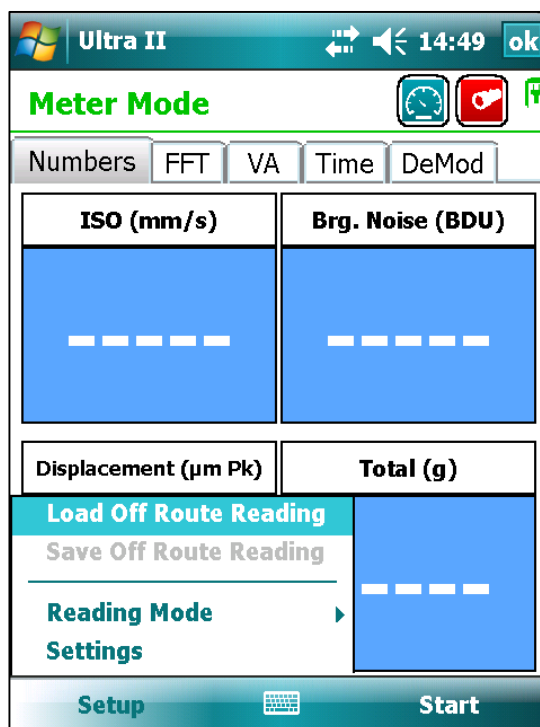 Ultra II 14:49 ok
Meter Mode
Numbers FFT VA Time DeMod
ISO (mm/s) Brg. Noise (BDU)
– – – – – – – – – –
Displacement (µm Pk) Total (g)
Load Off Route Reading
Save Off Route Reading
– – – –
Reading Mode
Settings
Setup Start